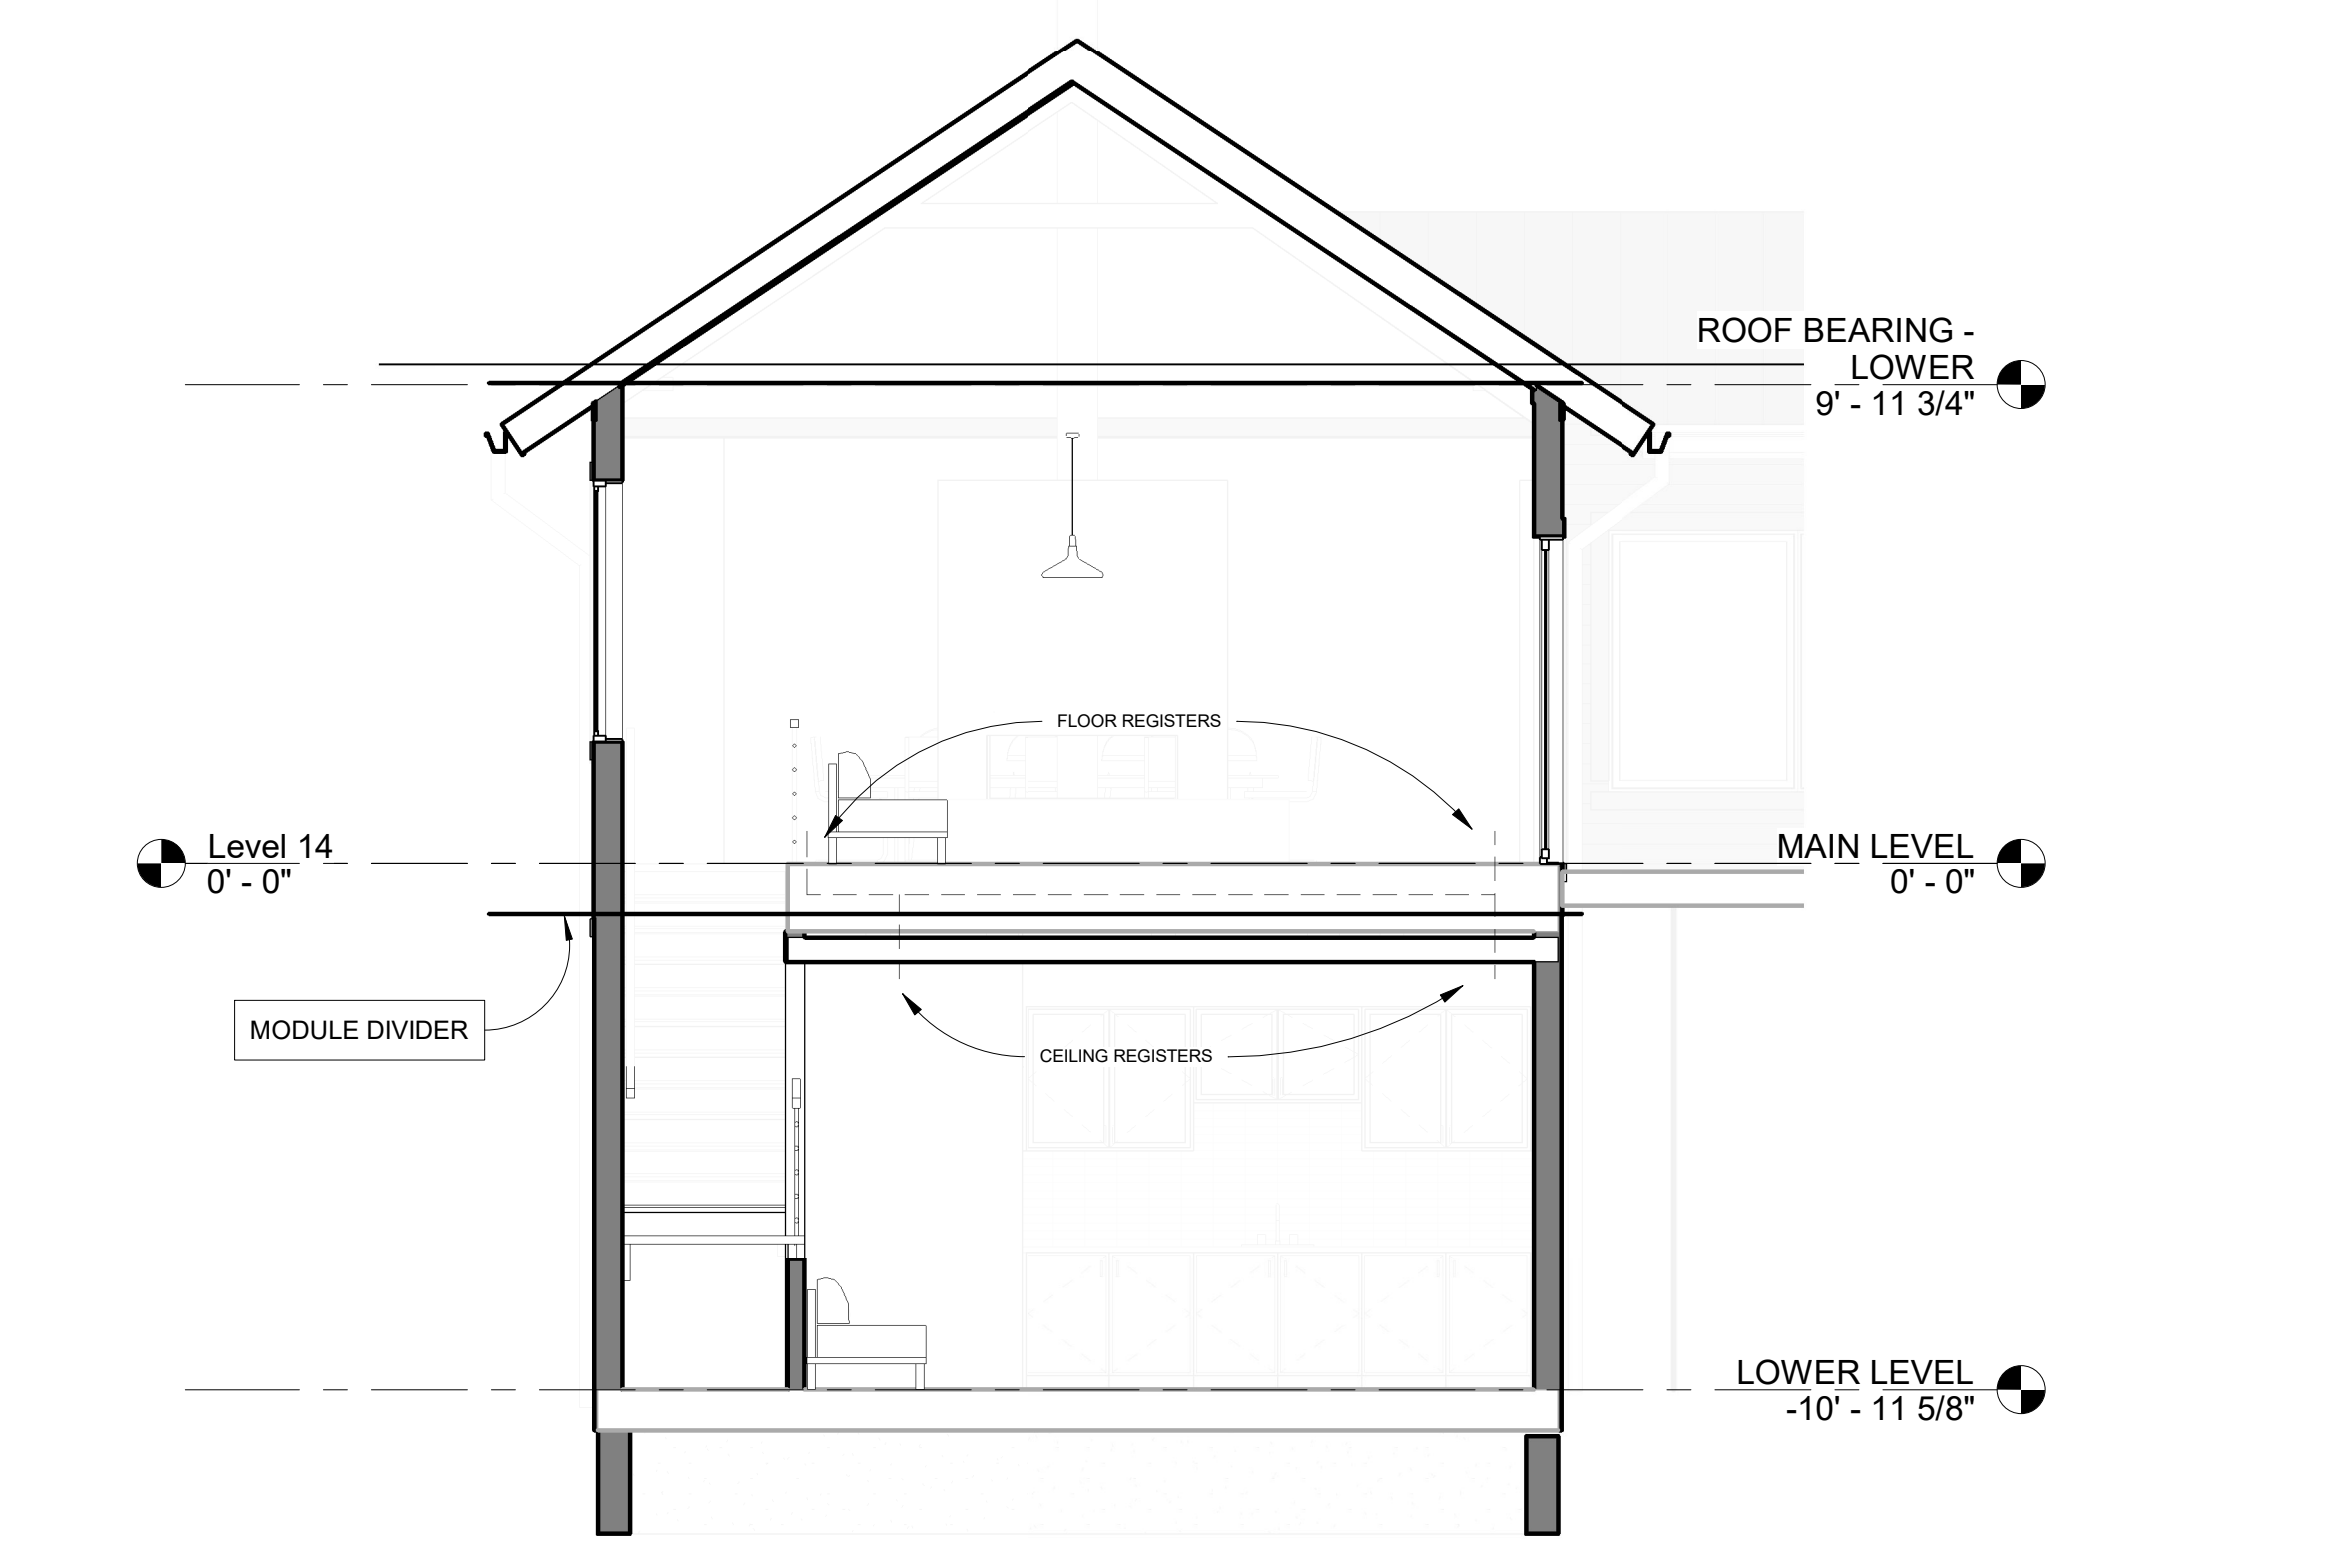 ROOF BEARING -
LOWER
9' - 11 3/4"
FLOOR REGISTERS
Level 14
0' - 0"
MAIN LEVEL
0' - 0"
MODULE DIVIDER
CEILING REGISTERS
LOWER LEVEL
-10' - 11 5/8"